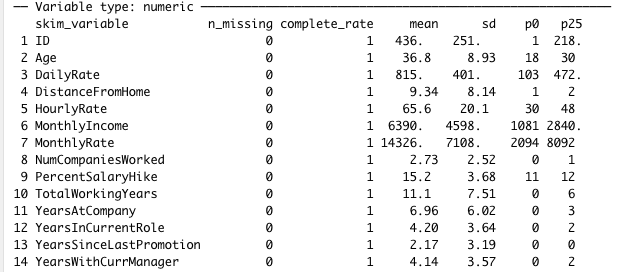 ── Variable type: numeric ──────────────────────────────
   skim_variable           n_missing complete_rate    mean      sd   p0   p25
 1 ID                              0             1   436.    251.     1  218.
 2 Age                             0             1    36.8     8.93  18   30
 3 DailyRate                       0             1   815.    401.   103  472.
 4 DistanceFromHome                0             1     9.34    8.14   1    2
 5 HourlyRate                      0             1    65.6    20.1   30   48
 6 MonthlyIncome                   0             1  6390.   4598.  1081 2840.
 7 MonthlyRate                     0             1 14326.   7108.  2094 8092
 8 NumCompaniesWorked              0             1     2.73    2.52   0    1
 9 PercentSalaryHike               0             1    15.2     3.68  11   12
10 TotalWorkingYears               0             1    11.1     7.51   0    6
11 YearsAtCompany                  0             1     6.96    6.02   0    3
12 YearsInCurrentRole              0             1     4.20    3.64   0    2
13 YearsSinceLastPromotion         0             1     2.17    3.19   0    0
14 YearsWithCurrManager            0             1     4.14    3.57   0    2